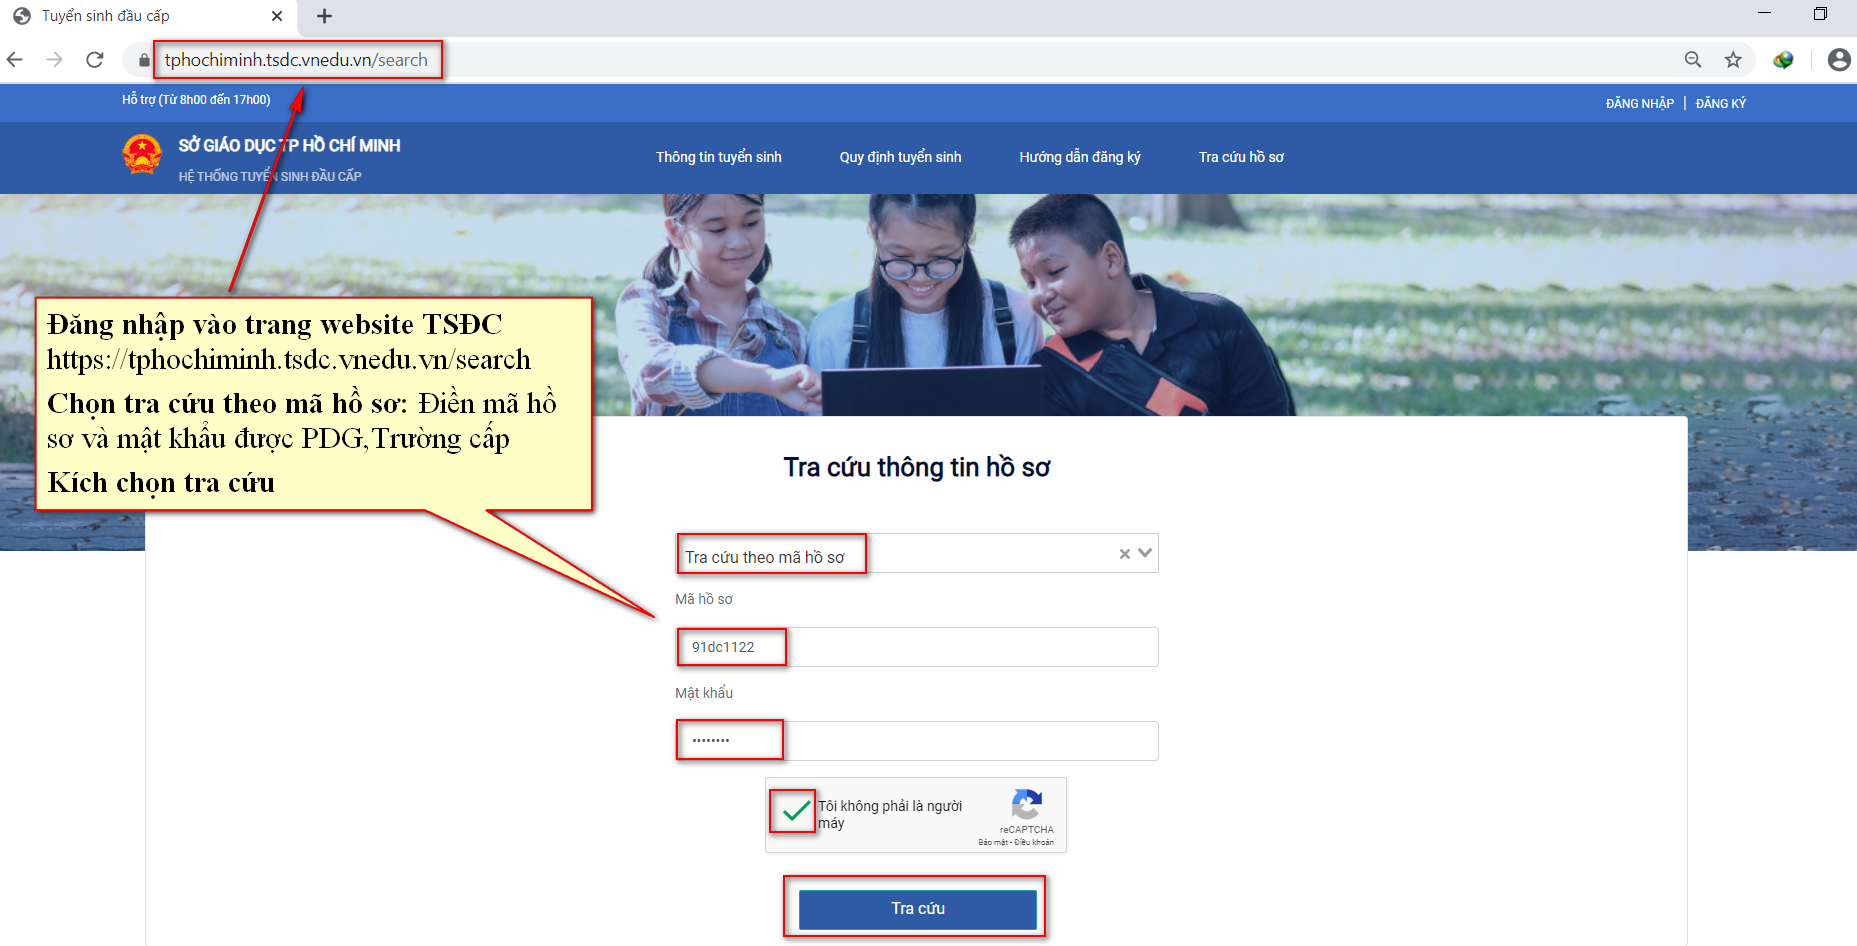 Tuyển sinh đầu cấp
tphochiminh.tsdc.vnedu.vn/search
Hỗ trợ (Từ 8h00 đến 17h00)
ĐĂNG NHẬP | ĐĂNG KÝ
SỞ GIÁO DỤC TP HỒ CHÍ MINH
HỆ THỐNG TUYỂN SINH ĐẦU CẤP
Thông tin tuyển sinh
Quy định tuyển sinh
Hướng dẫn đăng ký
Tra cứu hồ sơ
Đăng nhập vào trang website TSĐC
https://tphochiminh.tsdc.vnedu.vn/search
Chọn tra cứu theo mã hồ sơ: Điền mã hồ
sơ và mật khẩu được PDG,Trường cấp
Kích chọn tra cứu
Tra cứu thông tin hồ sơ
Tra cứu theo mã hồ sơ
Mã hồ sơ
91dc1122
Mật khẩu
••••••••
Tôi không phải là người
máy
reCAPTCHA
Bảo mật - Điều khoản
Tra cứu